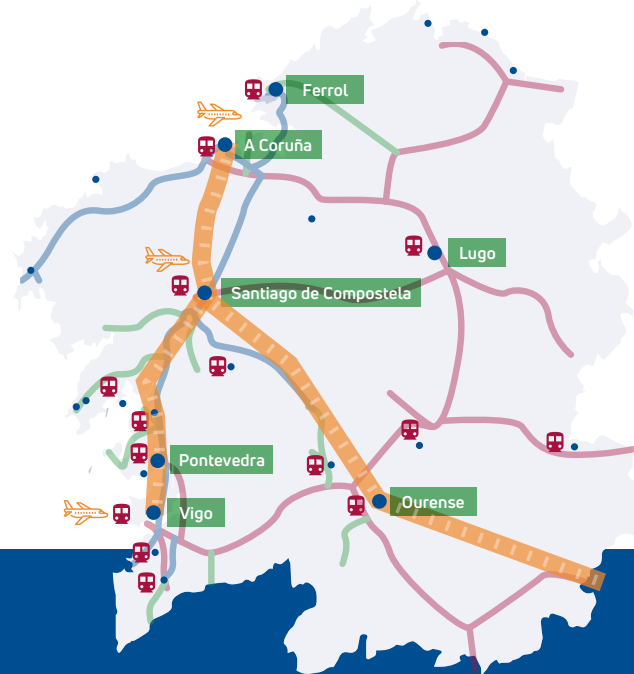 Ferrol
A Coruña
Lugo
Santiago de Compostela
Pontevedra
Ourense
Vigo